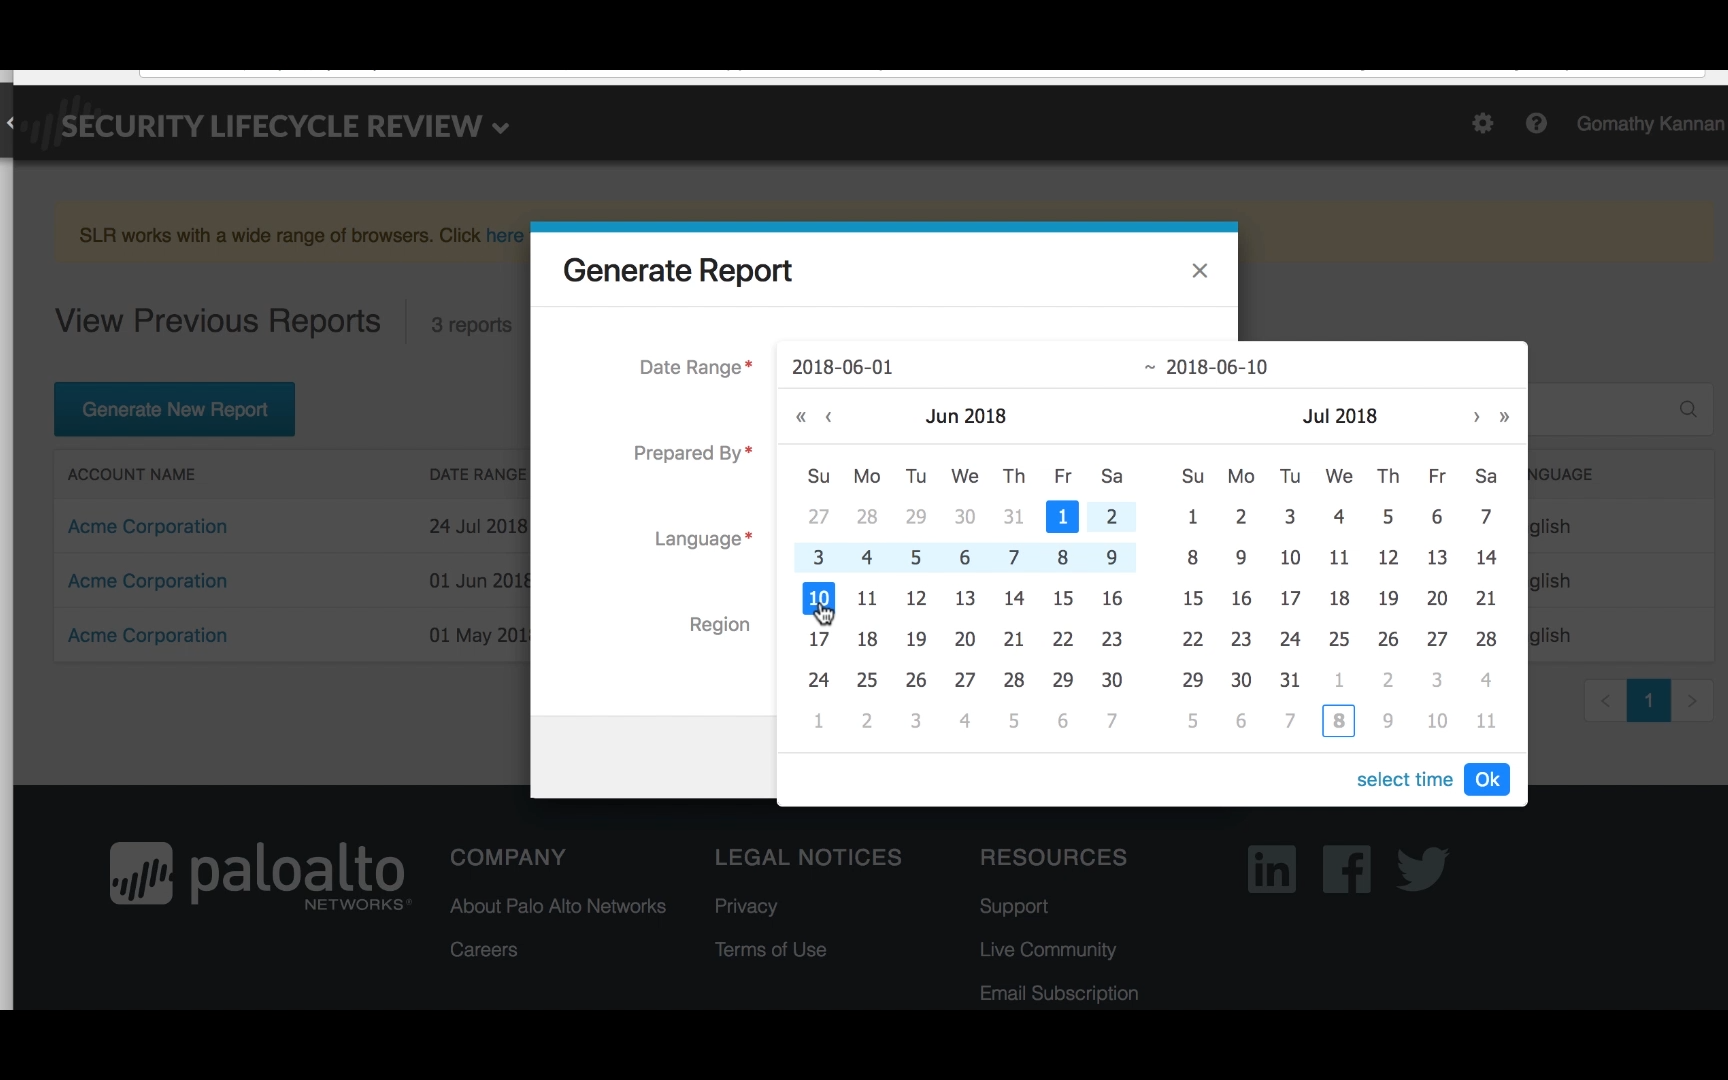 SECURITY LIFECYCLE REVIEW
Gomathy Kannan
SLR works with a wide range of browsers. Click here
View Previous Reports
3 reports
Generate New Report
ACCOUNT NAME DATE RANGE
Acme Corporation 24 Jul 2018 glish
Acme Corporation 01 Jun 2018 glish
Acme Corporation 01 May glish
Generate Report
Date Range*
Prepared By*
Language*
Region
2018-06-01 ~ 2018-06-10
« ‹ Jun 2018 Jul 2018 › »
Su Mo Tu We Th Fr Sa Su Mo Tu We Th Fr Sa
27 28 29 30 31 1 2 1 2 3 4 5 6 7
3 4 5 6 7 8 9 8 9 10 11 12 13 14
10 11 12 13 14 15 16 15 16 17 18 19 20 21
17 18 19 20 21 22 23 22 23 24 25 26 27 28
24 25 26 27 28 29 30 29 30 31 1 2 3 4
1 2 3 4 5 6 7 5 6 7 8 9 10 11
select time Ok
NGUAGE
< 1 >
paloalto
NETWORKS®
COMPANY
About Palo Alto Networks
Careers
LEGAL NOTICES
Privacy
Terms of Use
RESOURCES
Support
Live Community
Email Subscription
in f